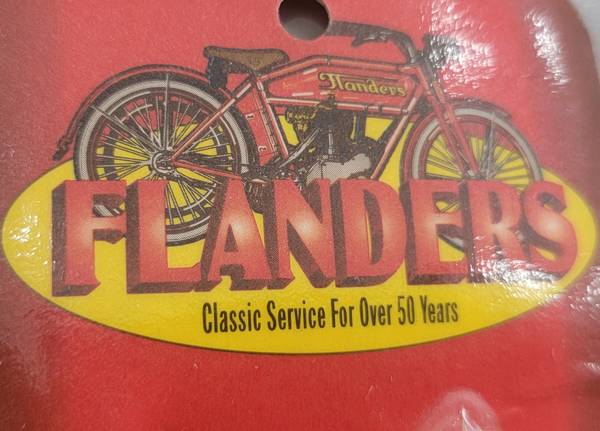 Flanders
FLANDERS
Classic Service For Over 50 Years